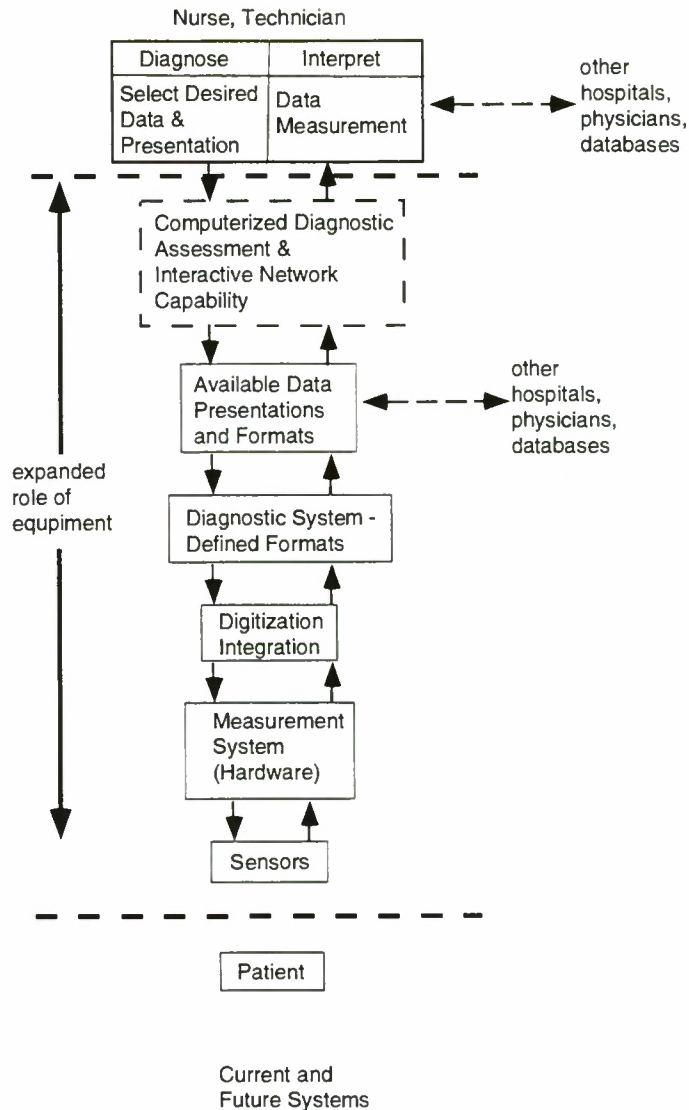 Nurse, Technician
Diagnose
Interpret
Select Desired
Data &
Presentation
Data
Measurement
other
hospitals,
physicians,
databases
Computerized Diagnostic
Assessment &
Interactive Network
Capability
Available Data
Presentations
and Formats
other
hospitals,
physicians,
databases
expanded
role of
equpiment
Diagnostic System -
Defined Formats
Digitization
Integration
Measurement
System
(Hardware)
Sensors
Patient
Current and
Future Systems